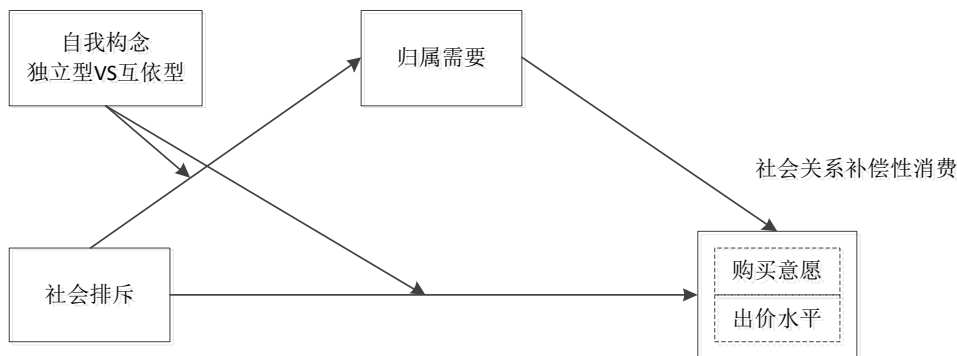 自我构念
独立型VS互依型
归属需要
社会关系补偿性消费
社会排斥
购买意愿
出价水平